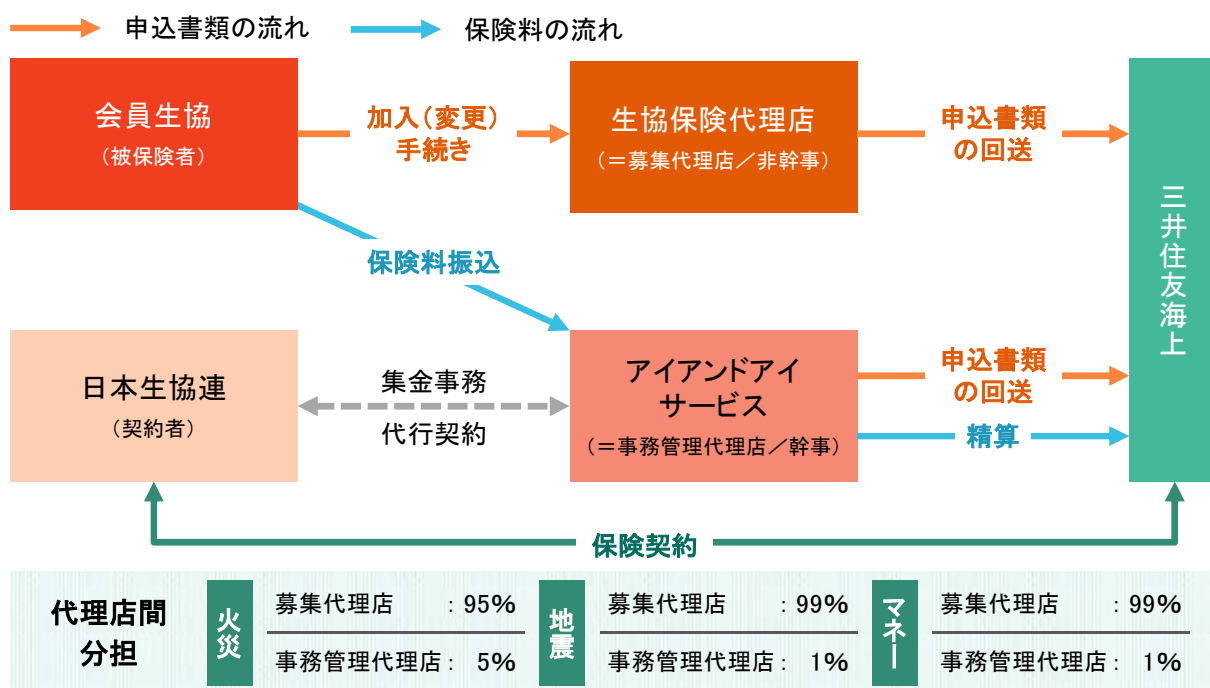 申込書類の流れ
保険料の流れ
会員生協
（被保険者）
加入（変更）
手続き
生協保険代理店
（＝募集代理店／非幹事）
申込書類
の回送
三井住友海上
保険料振込
日本生協連
（契約者）
集金事務
代行契約
アイアンドアイ
サービス
（＝事務管理代理店／幹事）
申込書類
の回送
精算
保険契約
代理店間
分担
火災
募集代理店 : 95%
事務管理代理店 : 5%
地震
募集代理店 : 99%
事務管理代理店 : 1%
マネー
募集代理店 : 99%
事務管理代理店 : 1%